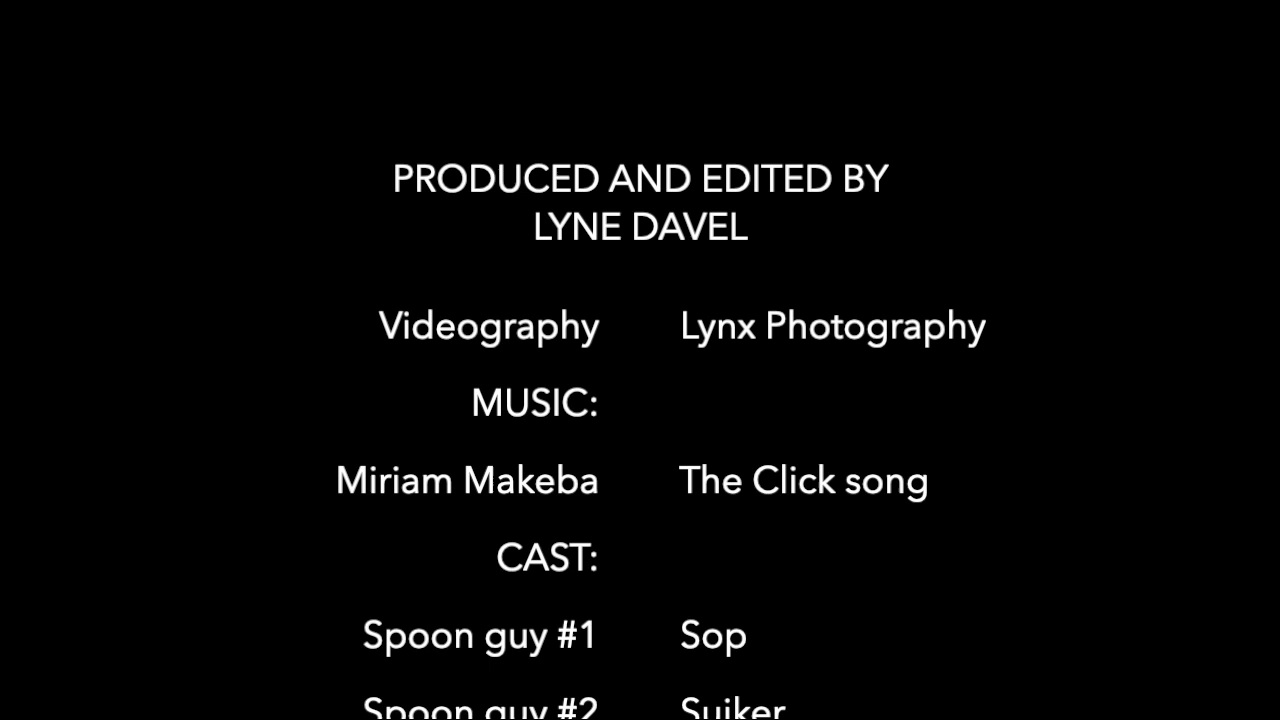 PRODUCED AND EDITED BY
LYNE DAVEL
Videography Lynx Photography
MUSIC:
Miriam Makeba The Click song
CAST:
Spoon guy #1 Sop
Spoon guy #2 Suiker